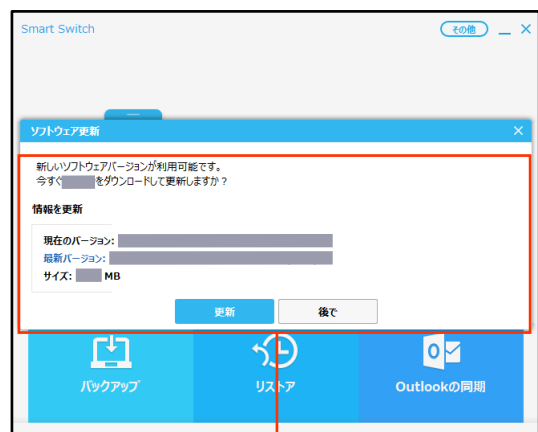 Smart Switch
その他
ソフトウェア更新
新しいソフトウェアバージョンが利用可能です。
今すぐ をダウンロードして更新しますか？
情報を更新
現在のバージョン:
最新バージョン:
サイズ: MB
更新 後で
バックアップ リストア Outlookの同期